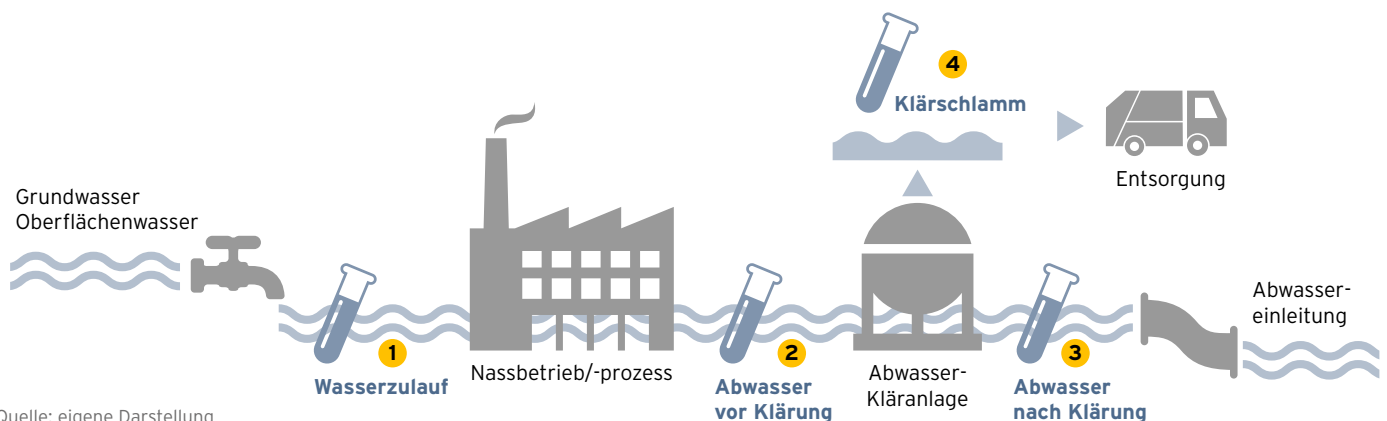 Grundwasser
Oberflächenwasser
1
Wasserzulauf
Nassbetrieb/-prozess
2
Abwasser
vor Klärung
4
Klärschlamm
Entsorgung
Abwasser-
Kläranlage
3
Abwasser
nach Klärung
Abwasser-
einleitung
Quelle: eigene Darstellung